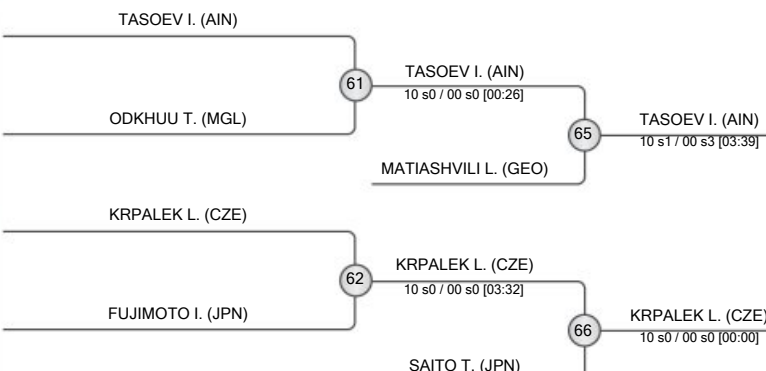 TASOEV I. (AIN)
61
TASOEV I. (AIN)
10 s0 / 00 s0 [00:26]
ODKHUU T. (MGL)
65
TASOEV I. (AIN)
10 s1 / 00 s3 [03:39]
MATIASHVILI L. (GEO)
KRPALEK L. (CZE)
62
KRPALEK L. (CZE)
10 s0 / 00 s0 [03:32]
FUJIMOTO I. (JPN)
66
KRPALEK L. (CZE)
10 s0 / 00 s0 [00:00]
SAITO T. (JPN)